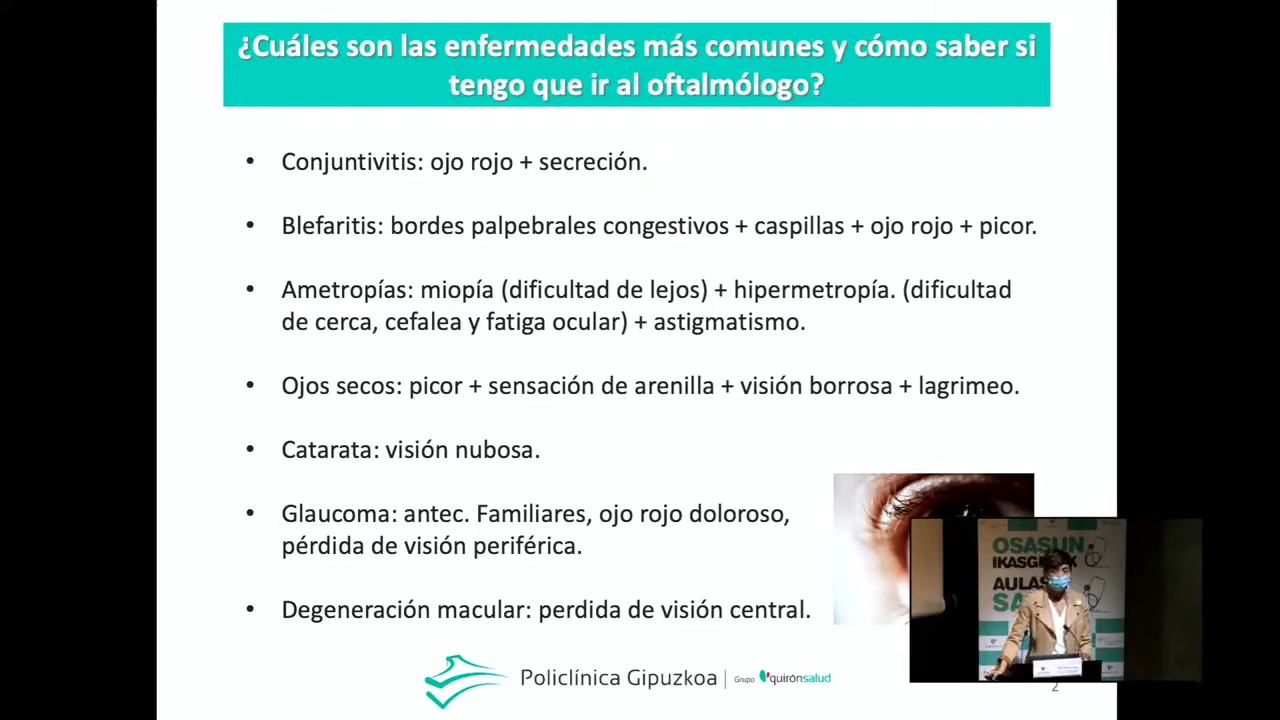 ¿Cuáles son las enfermedades más comunes y cómo saber si
tengo que ir al oftalmólogo?
• Conjuntivitis: ojo rojo + secreción.
• Blefaritis: bordes palpebrales congestivos + caspillas + ojo rojo + picor.
• Ametropías: miopía (dificultad de lejos) + hipermetropía. (dificultad
de cerca, cefalea y fatiga ocular) + astigmatismo.
• Ojos secos: picor + sensación de arenilla + visión borrosa + lagrimeo.
• Catarata: visión nubosa.
• Glaucoma: antec. Familiares, ojo rojo doloroso,
pérdida de visión periférica.
• Degeneración macular: perdida de visión central.
OSASUN
AULAS
Policlínica Gipuzkoa
Grupo quirónsalud
2